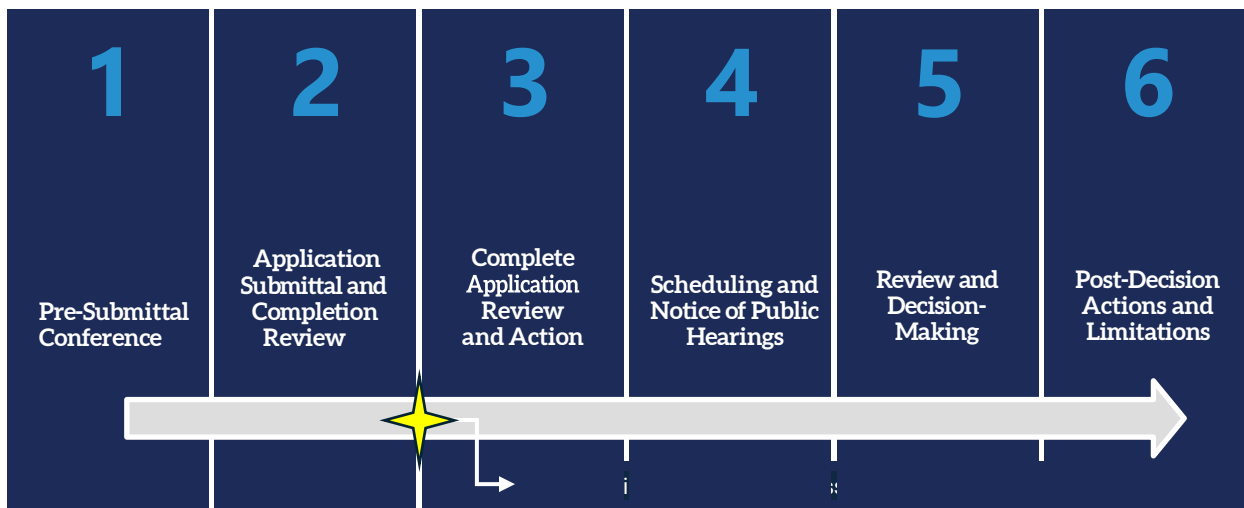 1
2
3
4
5
6
Pre-Submittal
Conference
Application
Submittal and
Completion
Review
Complete
Application
Review
and Action
Scheduling and
Notice of Public
Hearings
Review and
Decision-
Making
Post-Decision
Actions and
Limitations